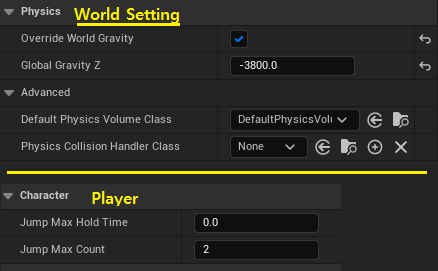 Physics World Setting
Override World Gravity
Global Gravity Z -3800.0
Advanced
Default Physics Volume Class DefaultPhysicsVolu
Physics Collision Handler Class None
Character Player
Jump Max Hold Time 0.0
Jump Max Count 2